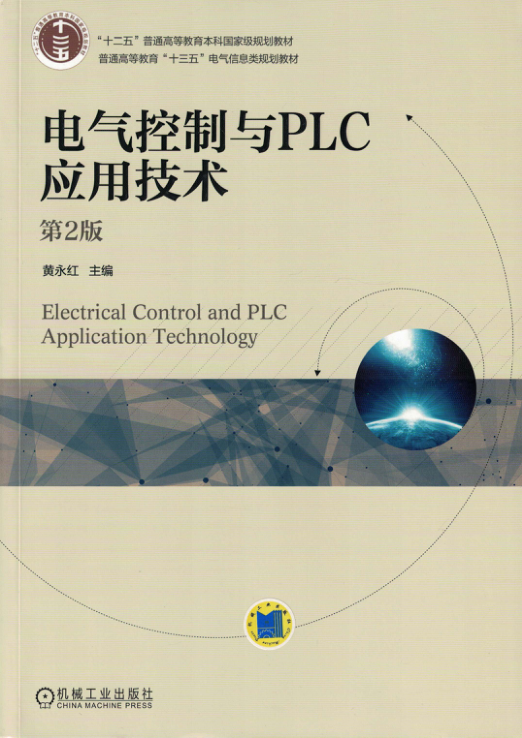 “十二五”普通高等教育本科国家级规划教材
普通高等教育“十三五”电气信息类规划教材
电气控制与PLC
应用技术
第2版
黄永红 主编
Electrical Control and PLC
Application Technology
机械工业出版社
CHINA MACHINE PRESS